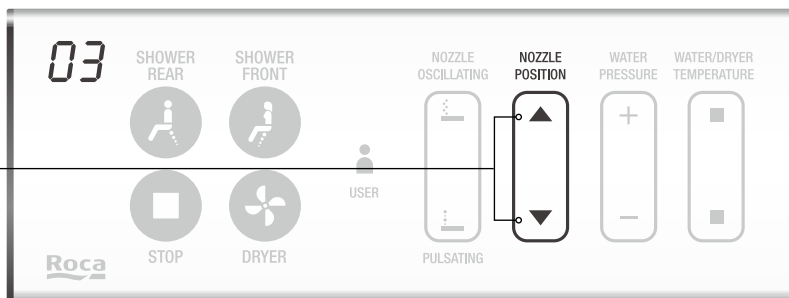 03
SHOWER
REAR
SHOWER
FRONT
NOZZLE
OSCILLATING
NOZZLE
POSITION
WATER
PRESSURE
WATER/DRYER
TEMPERATURE
USER
STOP
DRYER
PULSATING
Roca